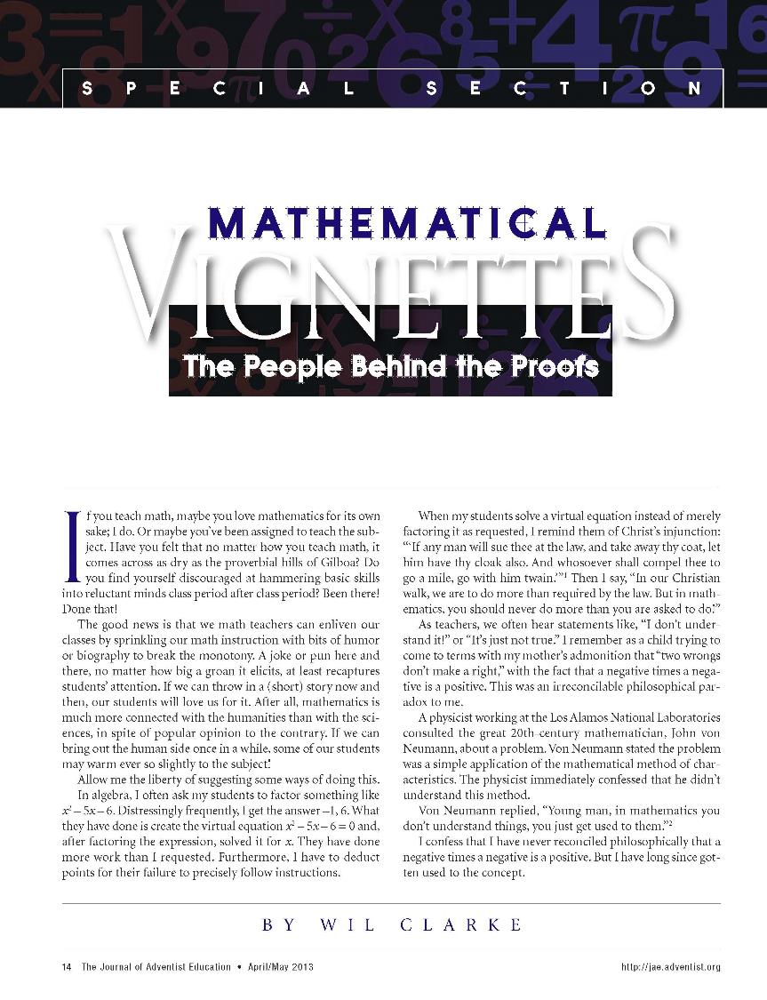 SPECIAL SECTION
MATHEMATICAL
VIGNETTES
The People Behind the Proofs
If you teach math, maybe you love mathematics for its own
sake; I do. Or maybe you've been assigned to teach the sub-
ject. Have you felt that no matter how you teach math, it
comes across as dry as the proverbial hills of Gilboa? Do
you find yourself discouraged at hammering basic skills
into reluctant minds class period after class period? Been there!
Done that!
The good news is that we math teachers can enliven our
classes by sprinkling our math instruction with bits of humor
or biography to break the monotony. A joke or pun here and
there, no matter how big a groan it elicits, at least recaptures
students' attention. If we can throw in a (short) story now and
then, our students will love us for it. After all, mathematics is
much more connected with the humanities than with the sci-
ences, in spite of popular opinion to the contrary. If we can
bring out the human side once in a while, some of our students
may warm ever so slightly to the subject!
Allow me the liberty of suggesting some ways of doing this.
In algebra, I often ask my students to factor something like
x² – 5x – 6. Distressingly frequently, I get the answer –1, 6. What
they have done is create the virtual equation x² – 5x – 6 = 0 and,
after factoring the expression, solved it for x. They have done
more work than I requested. Furthermore, I have to deduct
points for their failure to precisely follow instructions.
When my students solve a virtual equation instead of merely
factoring it as requested, I remind them of Christ's injunction:
"'If any man will sue thee at the law, and take away thy coat, let
him have thy cloak also. And whosoever shall compel thee to
go a mile, go with him twain.'"¹ Then I say, "In our Christian
walk, we are to do more than required by the law. But in math-
ematics, you should never do more than you are asked to do!"
As teachers, we often hear statements like, "I don't under-
stand it!" or "It's just not true." I remember as a child trying to
come to terms with my mother's admonition that "two wrongs
don't make a right," with the fact that a negative times a nega-
tive is a positive. This was an irreconcilable philosophical par-
adox to me.
A physicist working at the Los Alamos National Laboratories
consulted the great 20th-century mathematician, John von
Neumann, about a problem. Von Neumann stated the problem
was a simple application of the mathematical method of char-
acteristics. The physicist immediately confessed that he didn't
understand this method.
Von Neumann replied, "Young man, in mathematics you
don't understand things, you just get used to them."²
I confess that I have never reconciled philosophically that a
negative times a negative is a positive. But I have long since got-
ten used to the concept.
BY WIL CLARKE
14 The Journal of Adventist Education • April/May 2013
http://jae.adventist.org